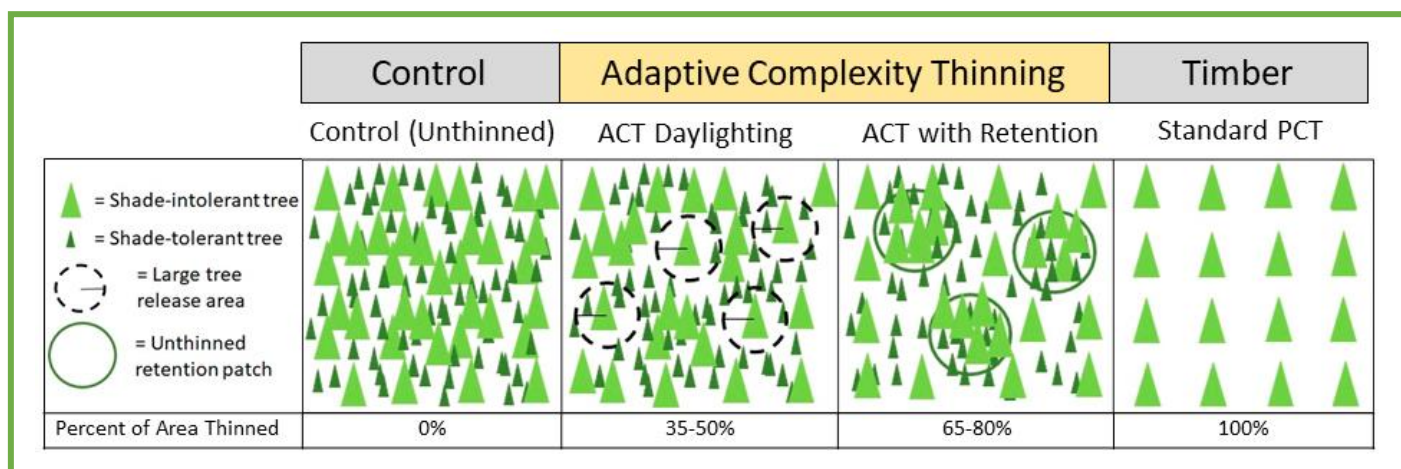 Control
Adaptive Complexity Thinning
Timber
Control (Unthinned)
ACT Daylighting
ACT with Retention
Standard PCT
= Shade-intolerant tree
= Shade-tolerant tree
= Large tree
release area
= Unthinned
retention patch
Percent of Area Thinned
0%
35-50%
65-80%
100%